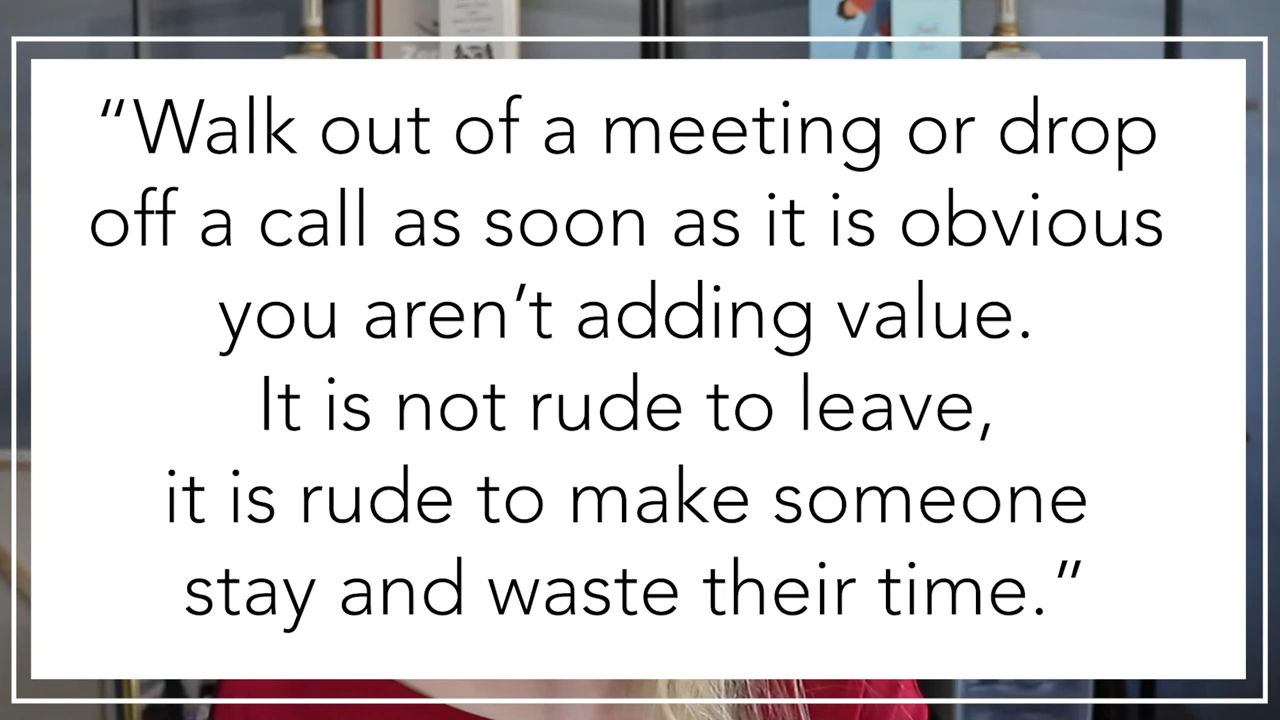 “Walk out of a meeting or drop
off a call as soon as it is obvious
you aren’t adding value.
It is not rude to leave,
it is rude to make someone
stay and waste their time.”